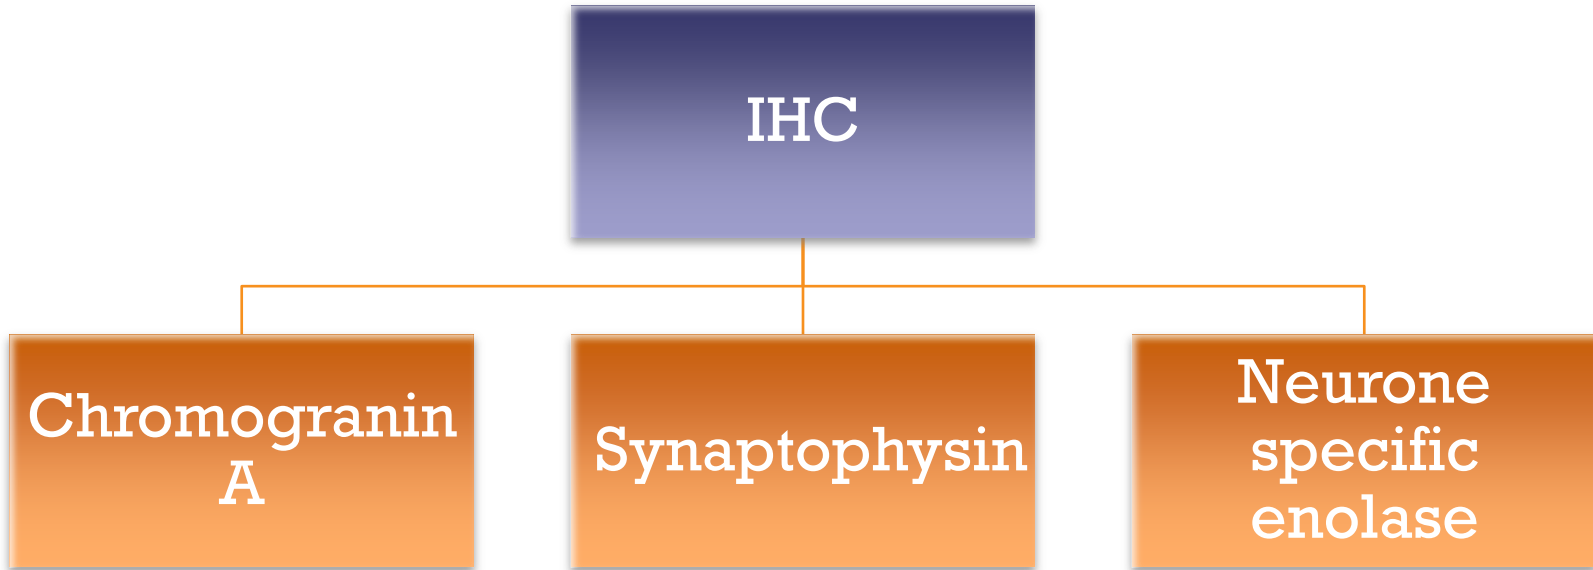 IHC
Chromogranin
A
Synaptophysin
Neurone
specific
enolase